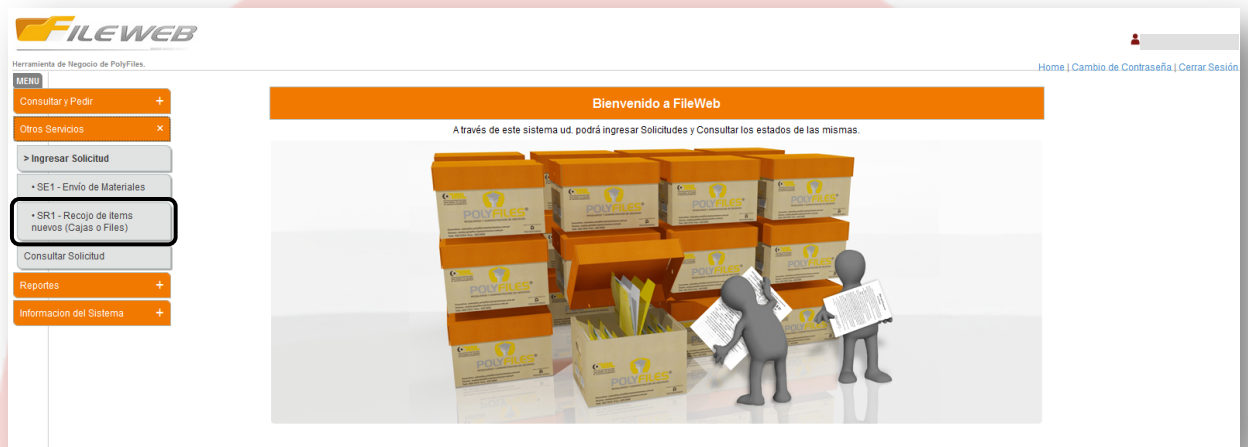 FILEWEB
Herramienta de Negocio de PolyFiles.
Home | Cambio de Contraseña | Cerrar Sesión
MENU
Consultar y Pedir +
Otros Servicios ×
> Ingresar Solicitud
• SE1 - Envío de Materiales
• SR1 - Recojo de items
nuevos (Cajas o Files)
Consultar Solicitud
Reportes +
Informacion del Sistema +
Bienvenido a FileWeb
A través de este sistema ud. podrá ingresar Solicitudes y Consultar los estados de las mismas.
POLYFILES
POLYFILES
POLYFILES
POLYFILES
POLYFILES
POLYFILES
POLYFILES
POLYFILES